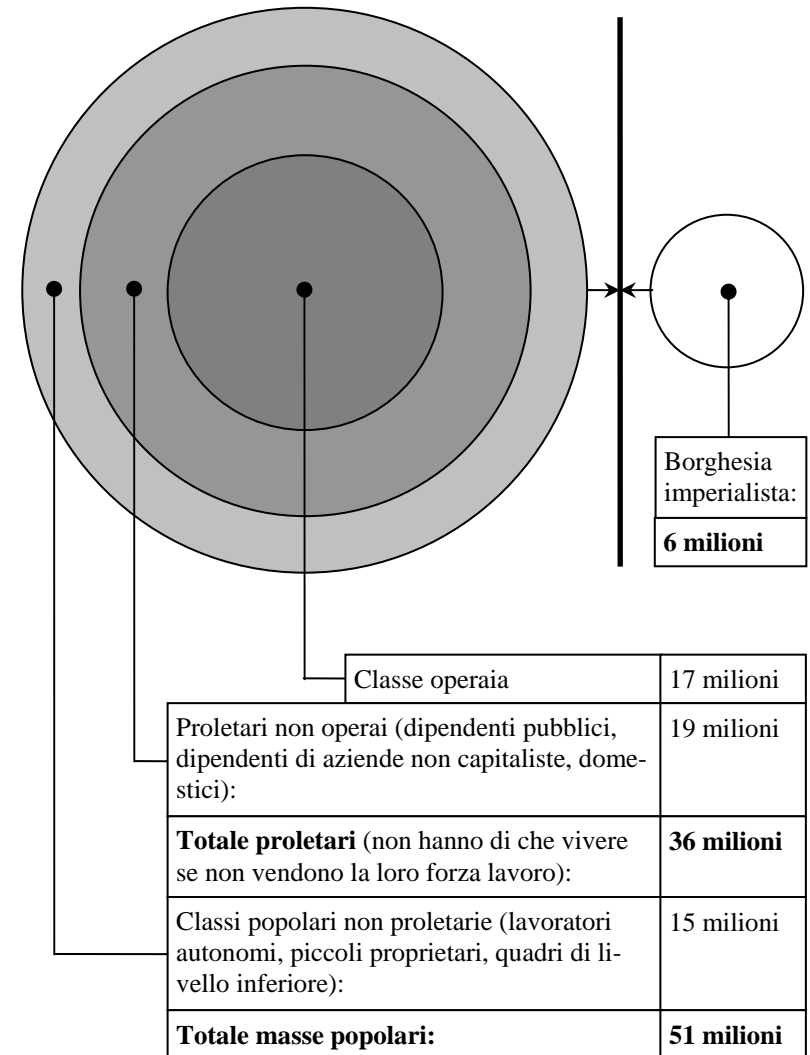 Borghesia
imperialista:
6 milioni
Classe operaia 17 milioni
Proletari non operai (dipendenti pubblici, 19 milioni
dipendenti di aziende non capitaliste, dome-
stici):
Totale proletari (non hanno di che vivere 36 milioni
se non vendono la loro forza lavoro):
Classi popolari non proletarie (lavoratori 15 milioni
autonomi, piccoli proprietari, quadri di li-
vello inferiore):
Totale masse popolari: 51 milioni